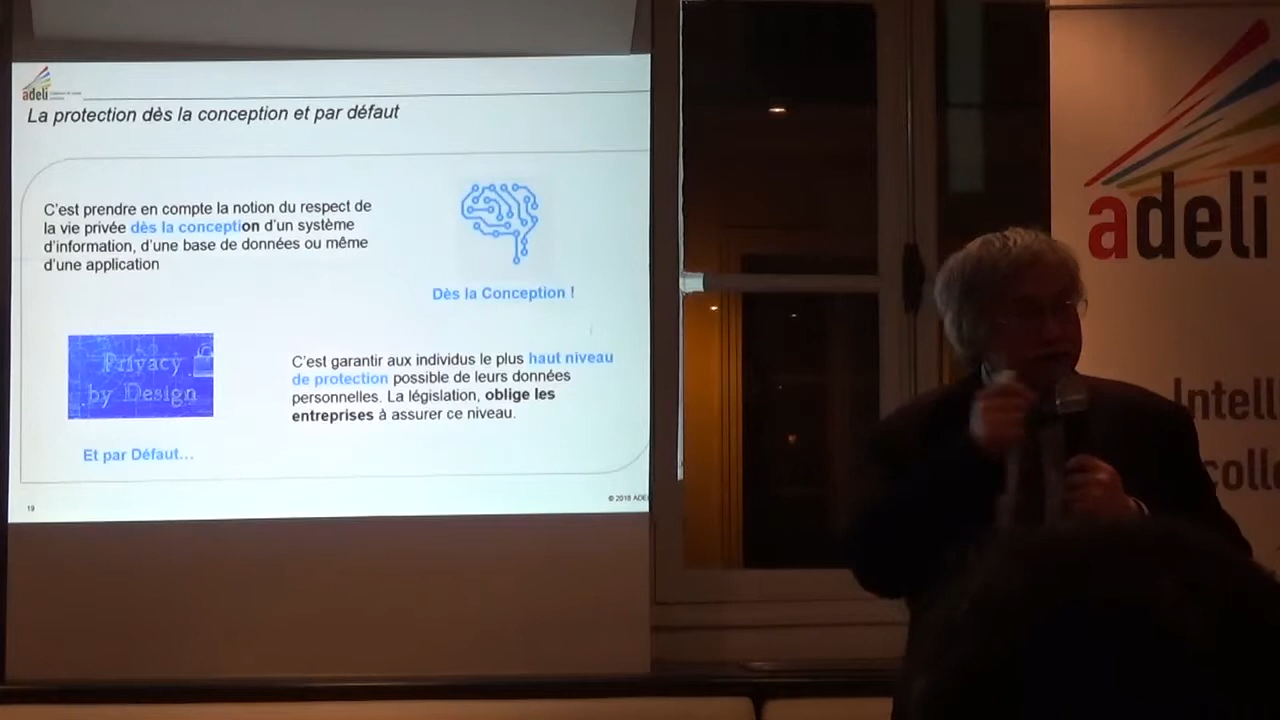 adeli
La protection dès la conception et par défaut
C'est prendre en compte la notion du respect de
la vie privée dès la conception d'un système
d'information, d'une base de données ou même
d'une application
Dès la Conception !
Privacy
by Design
C'est garantir aux individus le plus haut niveau
de protection possible de leurs données
personnelles. La législation, oblige les
entreprises à assurer ce niveau.
Et par Défaut...
19
© 2018 ADE
adeli
Intell
colle